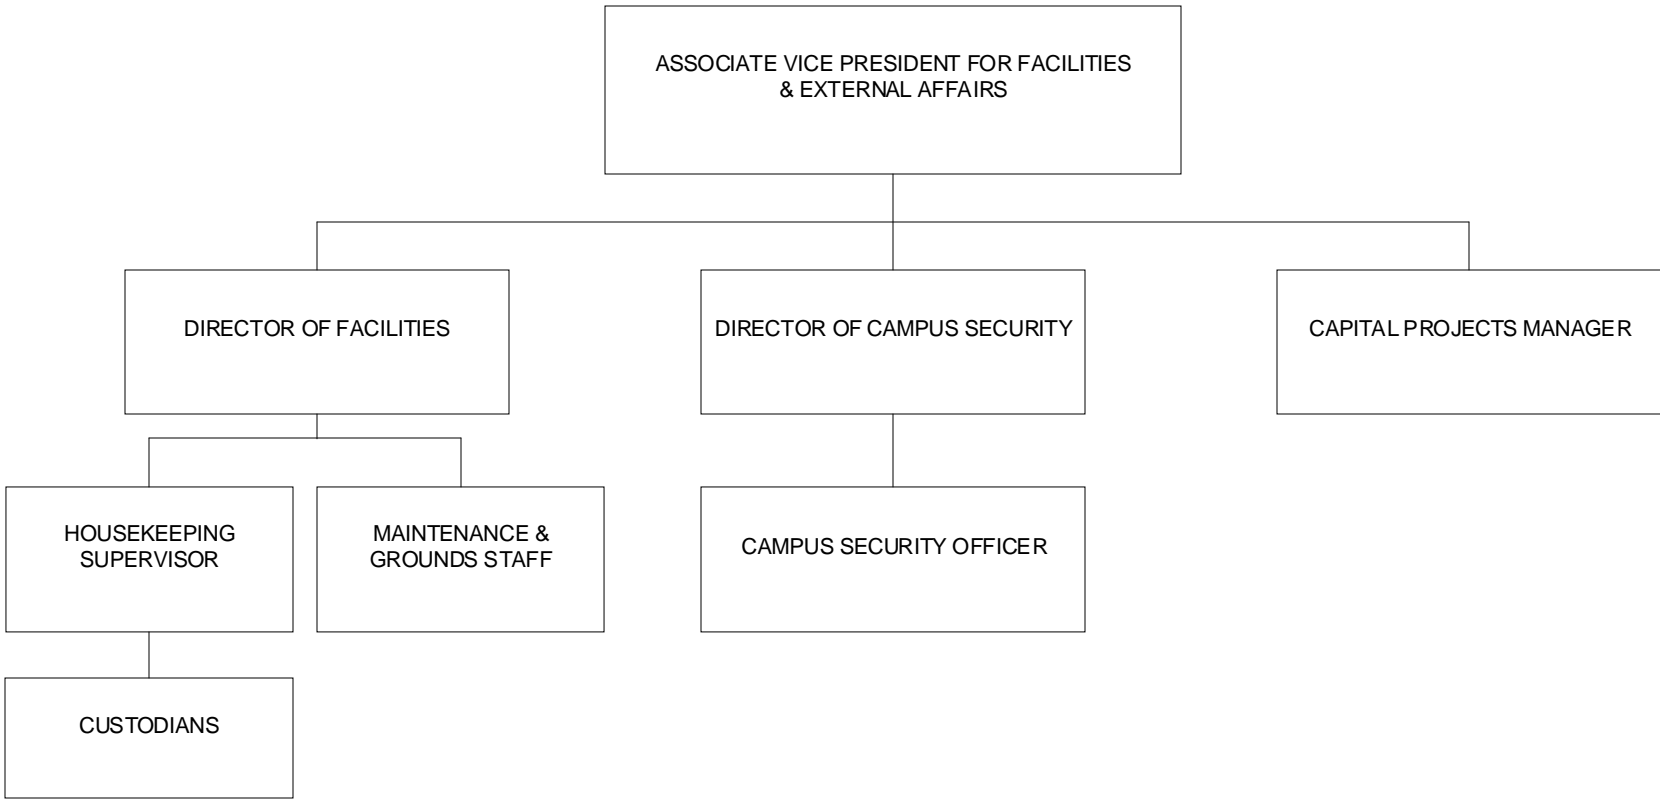 ASSOCIATE VICE PRESIDENT FOR FACILITIES
& EXTERNAL AFFAIRS
DIRECTOR OF FACILITIES
DIRECTOR OF CAMPUS SECURITY
CAPITAL PROJECTS MANAGER
HOUSEKEEPING
SUPERVISOR
MAINTENANCE &
GROUNDS STAFF
CAMPUS SECURITY OFFICER
CUSTODIANS